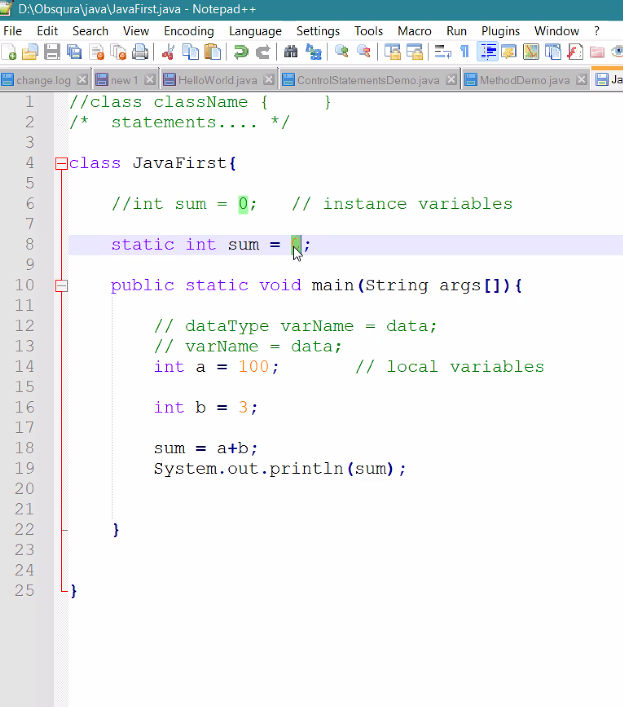 D:\Obsqura\java\JavaFirst.java - Notepad++
File Edit Search View Encoding Language Settings Tools Macro Run Plugins Window ?
change.log new 1 HelloWorld.java ControlStatementsDemo.java MethodDemo.java Ja
1 //class className {     }
2 /*  statements.... */
3
4 class JavaFirst{
5
6 //int sum = 0;   // instance variables
7
8 static int sum = 0;
9
10 public static void main(String args[]){
11
12 // dataType varName = data;
13 // varName = data;
14 int a = 100;       // local variables
15
16 int b = 3;
17
18 sum = a+b;
19 System.out.println(sum);
20
21
22 }
23
24
25 }